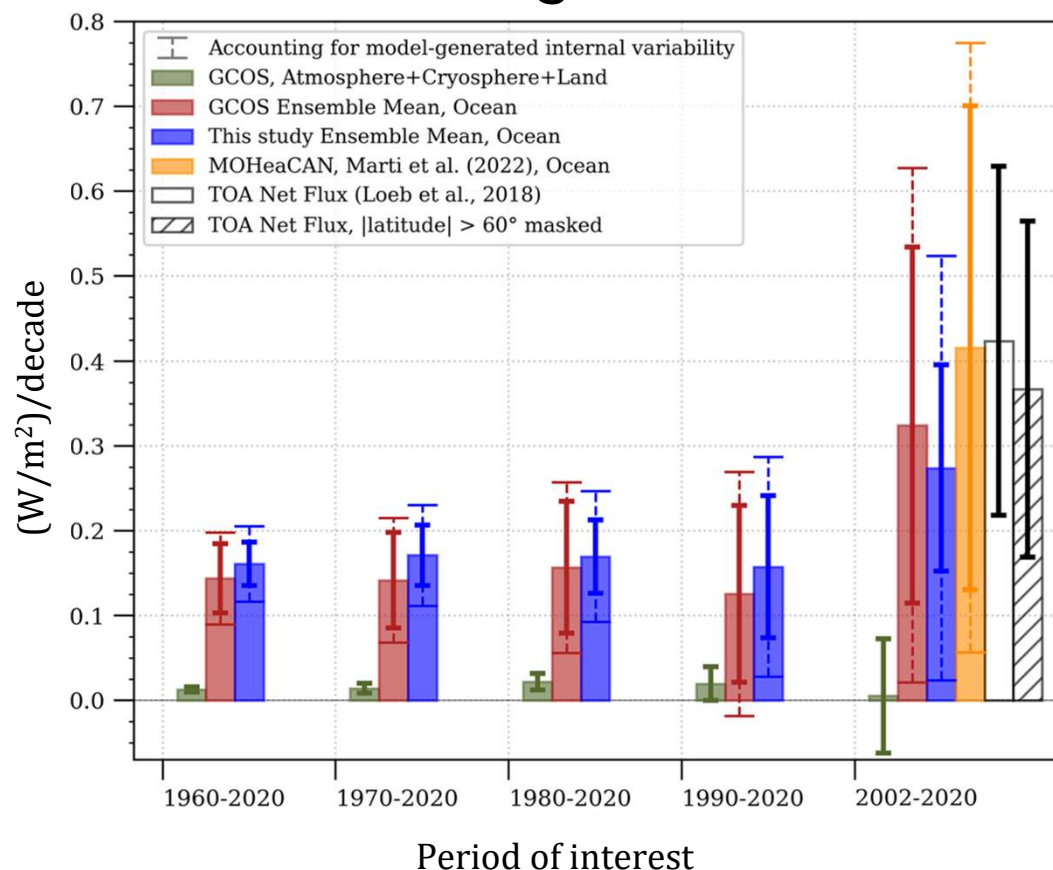 g
0.8
Accounting for model-generated internal variability
GCOS, Atmosphere+Cryosphere+Land
0.7
GCOS Ensemble Mean, Ocean
This study Ensemble Mean, Ocean
MOHeaCAN, Marti et al. (2022), Ocean
0.6
TOA Net Flux (Loeb et al., 2018)
TOA Net Flux, |latitude| > 60° masked
0.5
0.4
0.3
0.2
0.1
0.0
(W/m²)/decade
1960-2020 1970-2020 1980-2020 1990-2020 2002-2020
Period of interest